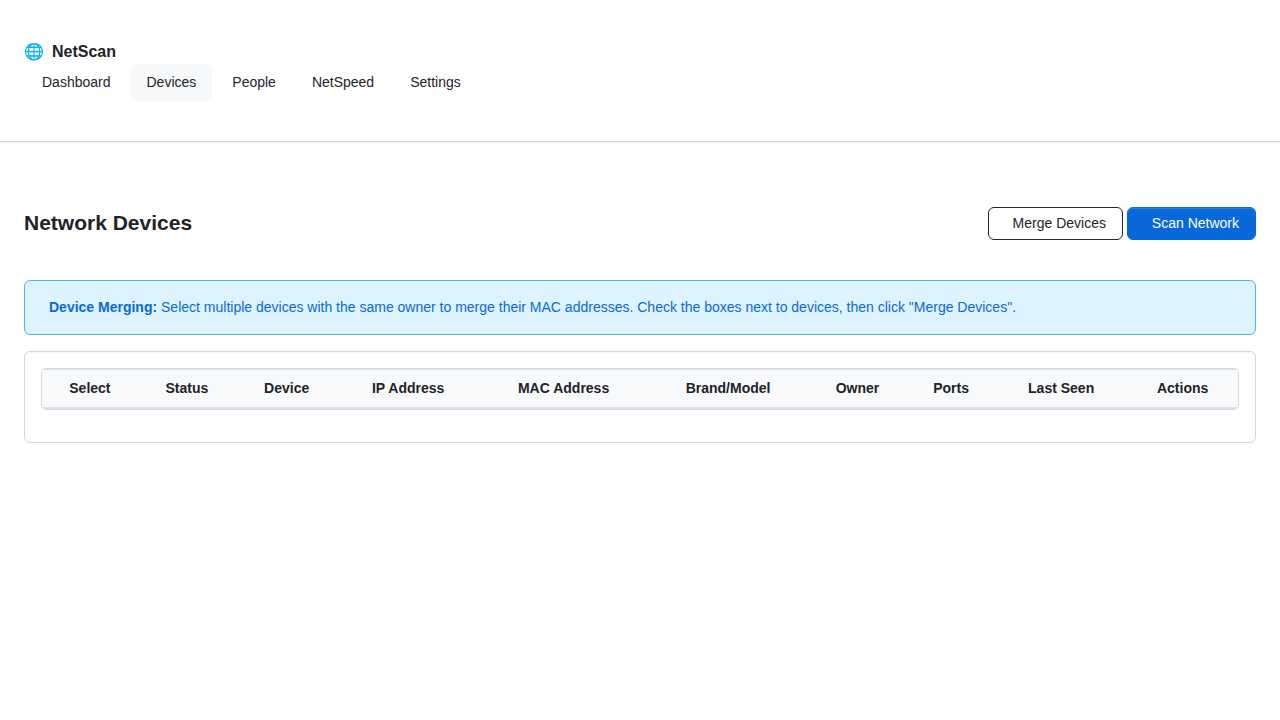 NetScan
Dashboard Devices People NetSpeed Settings
Network Devices Merge Devices Scan Network
Device Merging: Select multiple devices with the same owner to merge their MAC addresses. Check the boxes next to devices, then click "Merge Devices".
Select Status Device IP Address MAC Address Brand/Model Owner Ports Last Seen Actions